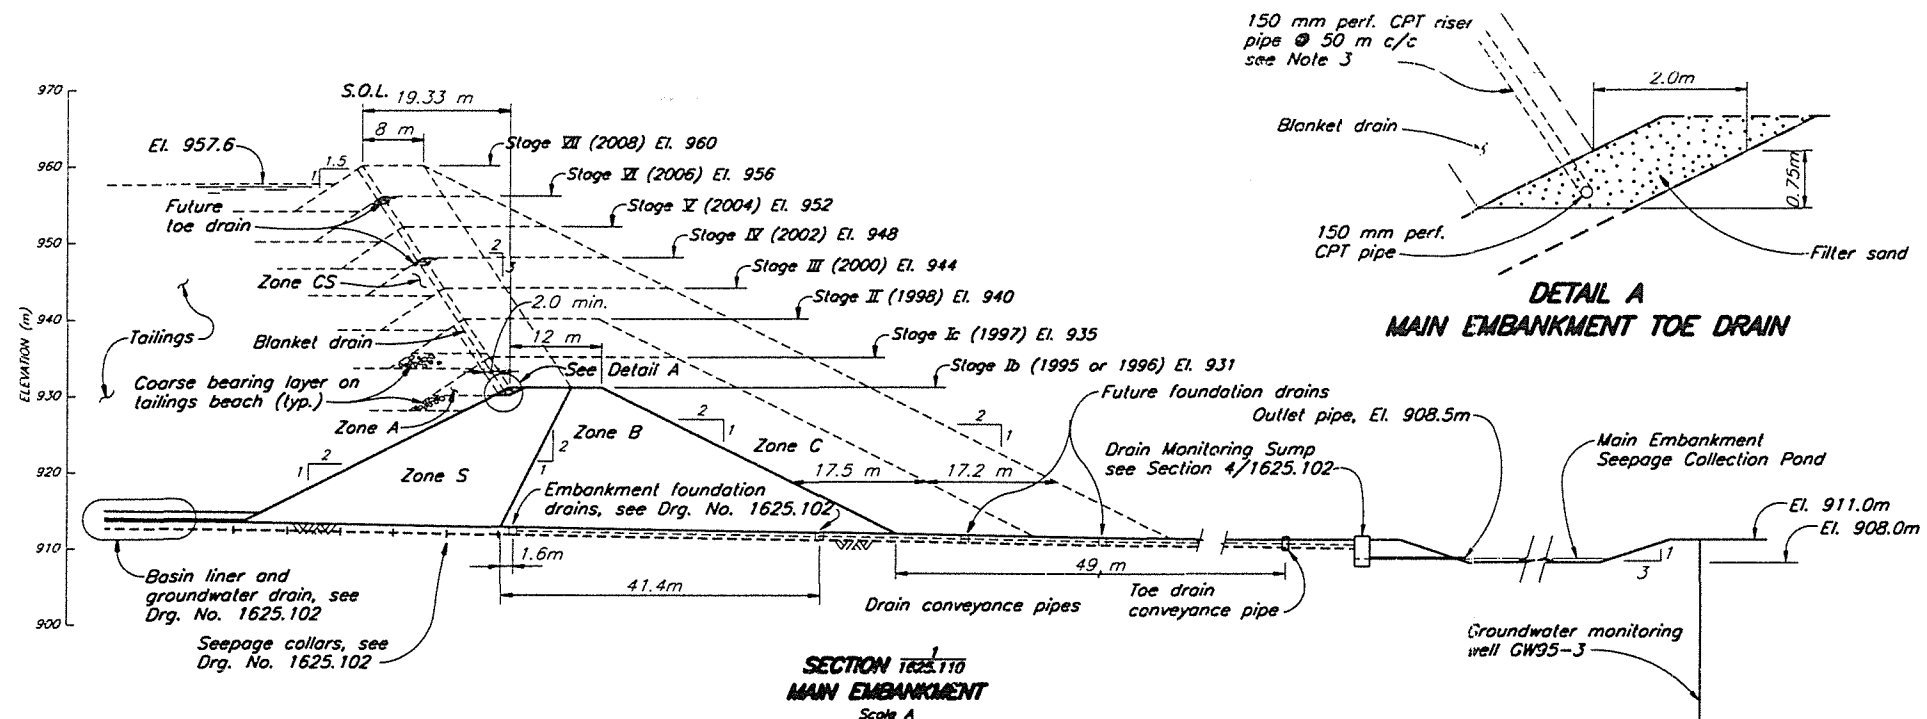 970
960
950
940
930
920
910
900
ELEVATION (m)
S.O.L.
19.33 m
8 m
El. 957.6
1.5
1
Stage VII (2008) El. 960
Stage VI (2006) El. 956
Stage V (2004) El. 952
Stage IV (2002) El. 948
Stage III (2000) El. 944
Stage II (1998) El. 940
Stage Ic (1997) El. 935
Stage Ib (1995 or 1996) El. 931
Future
toe drain
2
3
Zone CS
2.0 min.
12 m
Tailings
Blanket drain
See Detail A
Coarse bearing layer on
tailings beach (typ.)
Zone A
2
1
Zone S
2
1
Zone B
2
1
Zone C
2
1
17.5 m
17.2 m
Future foundation drains
Outlet pipe, El. 908.5m
Drain Monitoring Sump
see Section 4/1625.102
Main Embankment
Seepage Collection Pond
El. 911.0m
El. 908.0m
1
3
Embankment foundation
drains, see Drg. No. 1625.102
1.6m
41.4m
49 m
Basin liner and
groundwater drain, see
Drg. No. 1625.102
Seepage collars, see
Drg. No. 1625.102
Drain conveyance pipes
Toe drain
conveyance pipe
Groundwater monitoring
well GW95-3
SECTION 1
1625.110
MAIN EMBANKMENT
Scale A
150 mm perf. CPT riser
pipe @ 50 m c/c
see Note 3
2.0m
Blanket drain
0.75m
150 mm perf.
CPT pipe
Filter sand
DETAIL A
MAIN EMBANKMENT TOE DRAIN